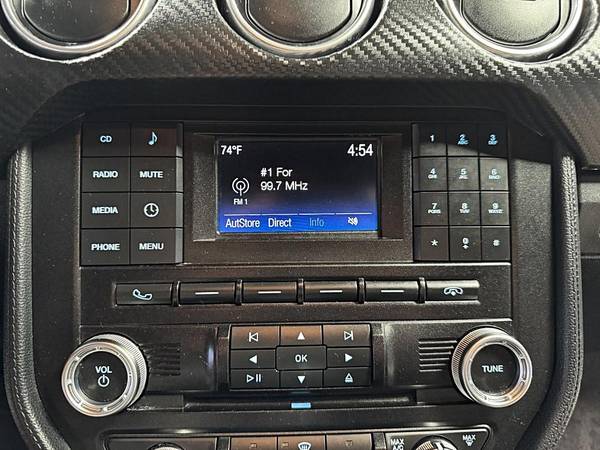 CD
74°F
4:54
1
2
ABC
3
DEF
#1 For
99.7 MHz
RADIO
MUTE
4
GHI
5
JKL
6
MNO
FM 1
MEDIA
7
PQRS
8
TUV
9
WXYZ
AutoStore Direct Info
PHONE
MENU
*
0
#
VOL
OK
TUNE
MAX
A/C
MAX